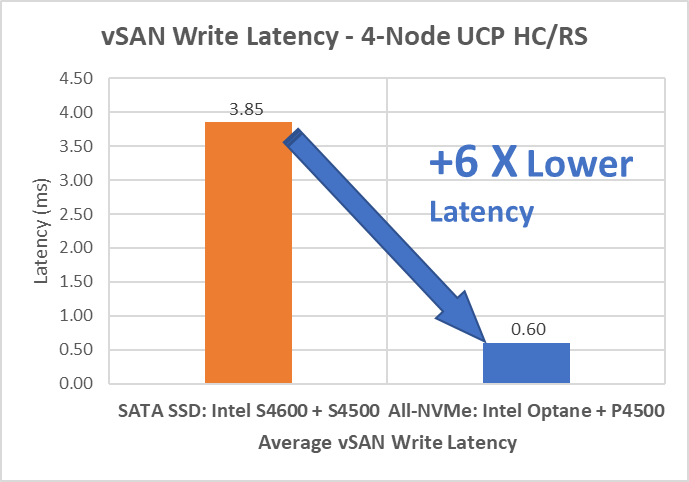 vSAN Write Latency - 4-Node UCP HC/RS
4.50
4.00
3.50
3.00
2.50
2.00
1.50
1.00
0.50
0.00
Latency (ms)
3.85
+6 X Lower
Latency
0.60
SATA SSD: Intel S4600 + S4500
All-NVMe: Intel Optane + P4500
Average vSAN Write Latency